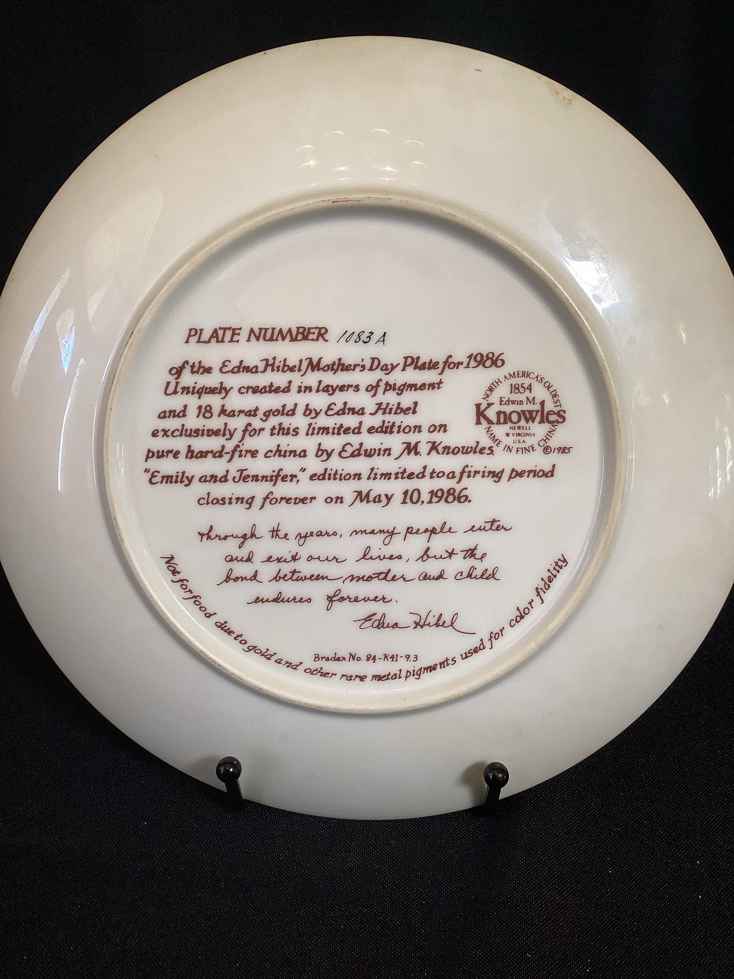 PLATE NUMBER 1083 A
of the Edna Hibel Mother's Day Plate for 1986
Uniquely created in layers of pigment
and 18 karat gold by Edna Hibel
exclusively for this limited edition on
pure hard-fire china by Edwin M. Knowles
"Emily and Jennifer," edition limited to a firing period
closing forever on May 10, 1986.
NORTH AMERICA'S OLDEST
1854
Edwin M.
Knowles
NEWELL
W VIRGINIA
U.S.A.
NAME IN FINE CHINA
©1985
Through the years, many people enter
and exit our lives, but the
bond between mother and child
endures forever.
Edna Hibel
Bradex No. 84-K41-9.3
Not for food due to gold and other rare metal pigments used for color fidelity